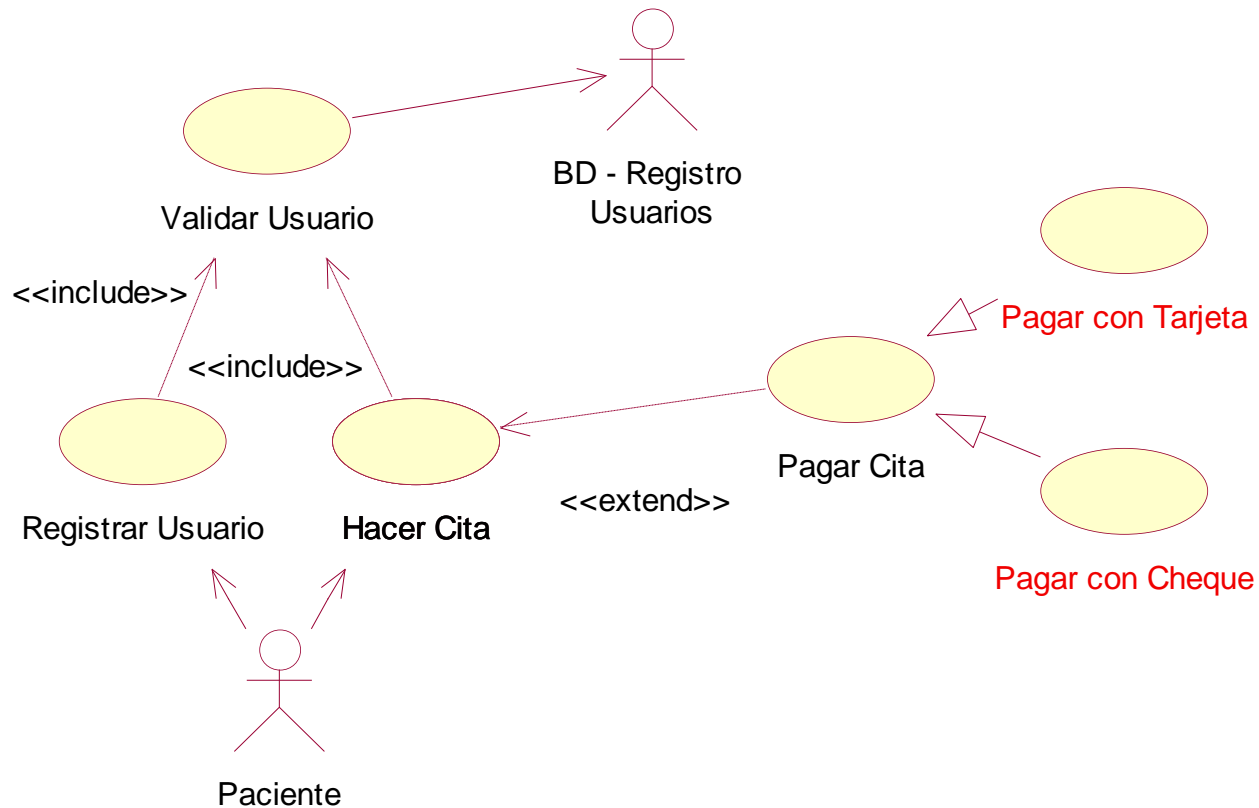 BD - Registro
Usuarios
Validar Usuario
<<include>>
Pagar con Tarjeta
<<include>>
Pagar Cita
<<extend>>
Registrar Usuario
Hacer Cita
Pagar con Cheque
Paciente